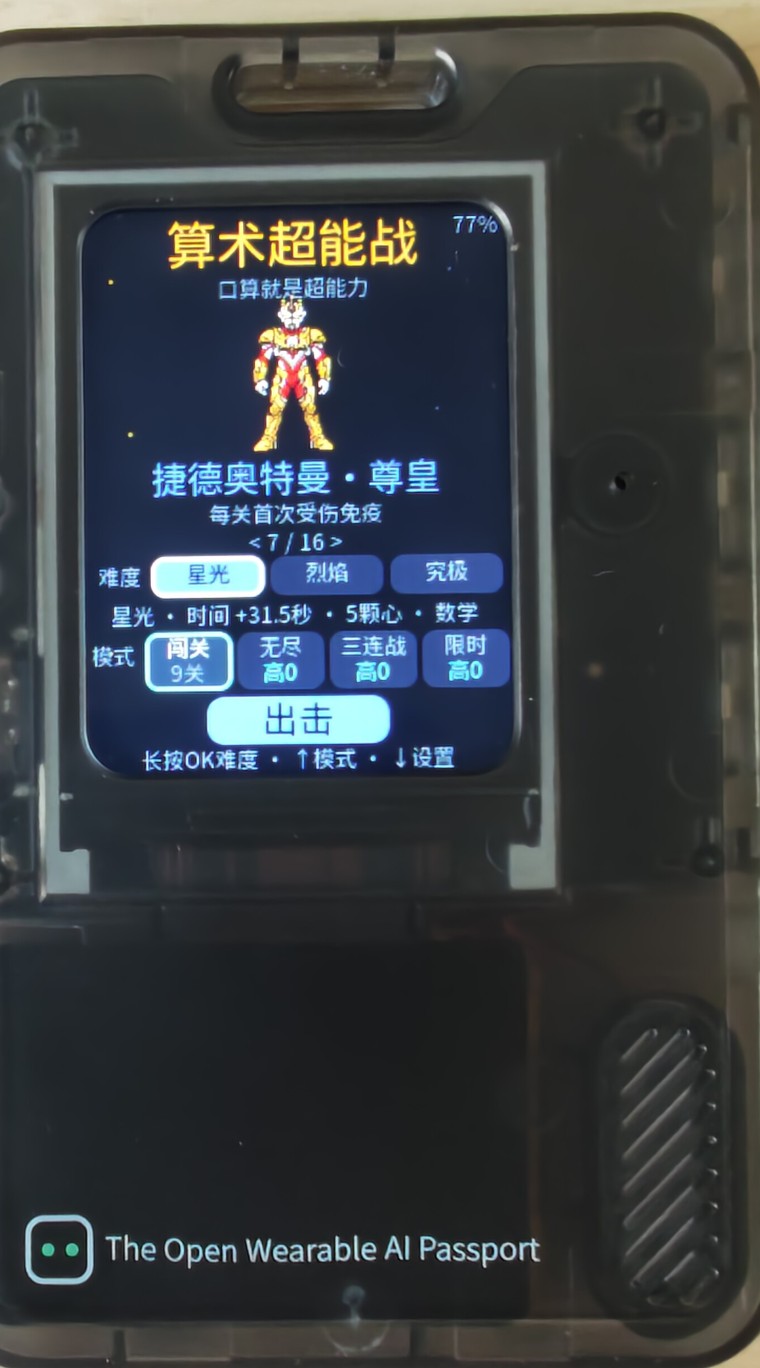 77%
算术超能战
口算就是超能力
捷德奥特曼·尊皇
每关首次受伤免疫
< 7 / 16 >
难度 星光 烈焰 究极
星光 · 时间 +31.5秒 · 5颗心 · 数学
模式 闯关 9关 无尽 高0 三连战 高0 限时 高0
出击
长按OK难度 · ↑模式 · ↓设置
The Open Wearable AI Passport